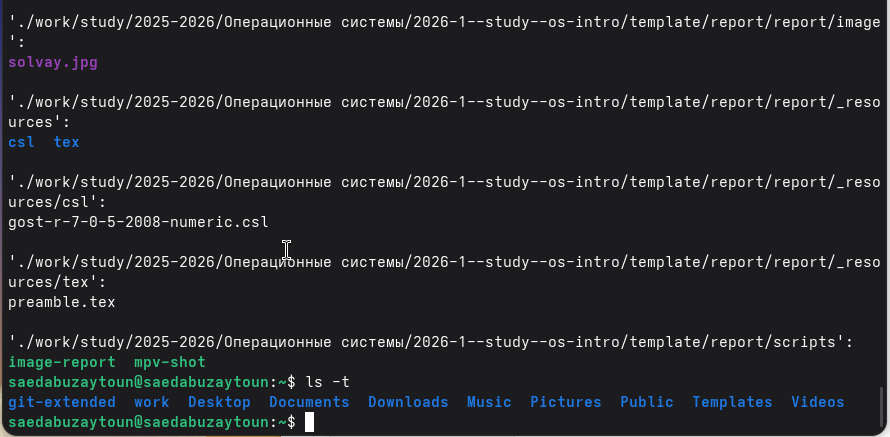 './work/study/2025-2026/Операционные системы/2026-1--study--os-intro/template/report/report/image
':
solvay.jpg
'./work/study/2025-2026/Операционные системы/2026-1--study--os-intro/template/report/report/_reso
urces':
csl  tex
'./work/study/2025-2026/Операционные системы/2026-1--study--os-intro/template/report/report/_reso
urces/csl':
gost-r-7-0-5-2008-numeric.csl
'./work/study/2025-2026/Операционные системы/2026-1--study--os-intro/template/report/report/_reso
urces/tex':
preamble.tex
'./work/study/2025-2026/Операционные системы/2026-1--study--os-intro/template/report/scripts':
image-report  mpv-shot
saedabuzaytoun@saedabuzaytoun:~$ ls -t
git-extended  work  Desktop  Documents  Downloads  Music  Pictures  Public  Templates  Videos
saedabuzaytoun@saedabuzaytoun:~$